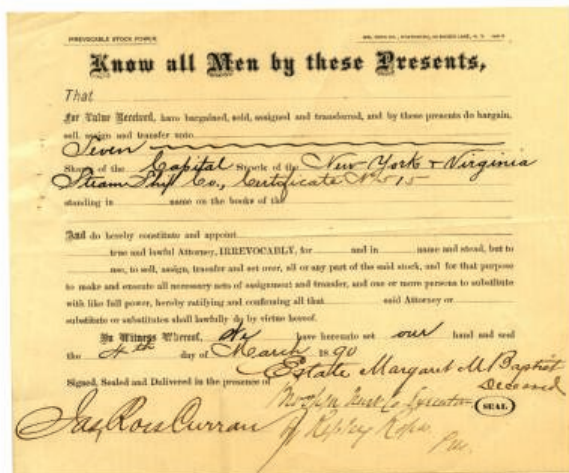 IRREVOCABLE STOCK POWER.
Know all Men by these Presents,
That
For Value Received, have bargained, sold, assigned and transferred, and by these presents do bargain,
sell, assign and transfer unto
Seven
Shares of the Capital Stock of the New York & Virginia
Steam Ship Co., Certificate No 15
standing in name on the books of the
And do hereby constitute and appoint
true and lawful Attorney, IRREVOCABLY, for and in name and stead, but to
use, to sell, assign, transfer and set over, all or any part of the said stock, and for that purpose
to make and execute all necessary acts of assignment and transfer, and one or more persons to substitute
with like full power, hereby ratifying and confirming all that said Attorney or
substitute or substitutes shall lawfully do by virtue hereof.
In Witness Whereof, We have hereunto set our hand and seal
the 4th day of March 1890
Estate Margaret M Baptist
Deceased
Signed, Sealed and Delivered in the presence of
Trust Co Executor SEAL
Jas, Ross Curran
Pres.